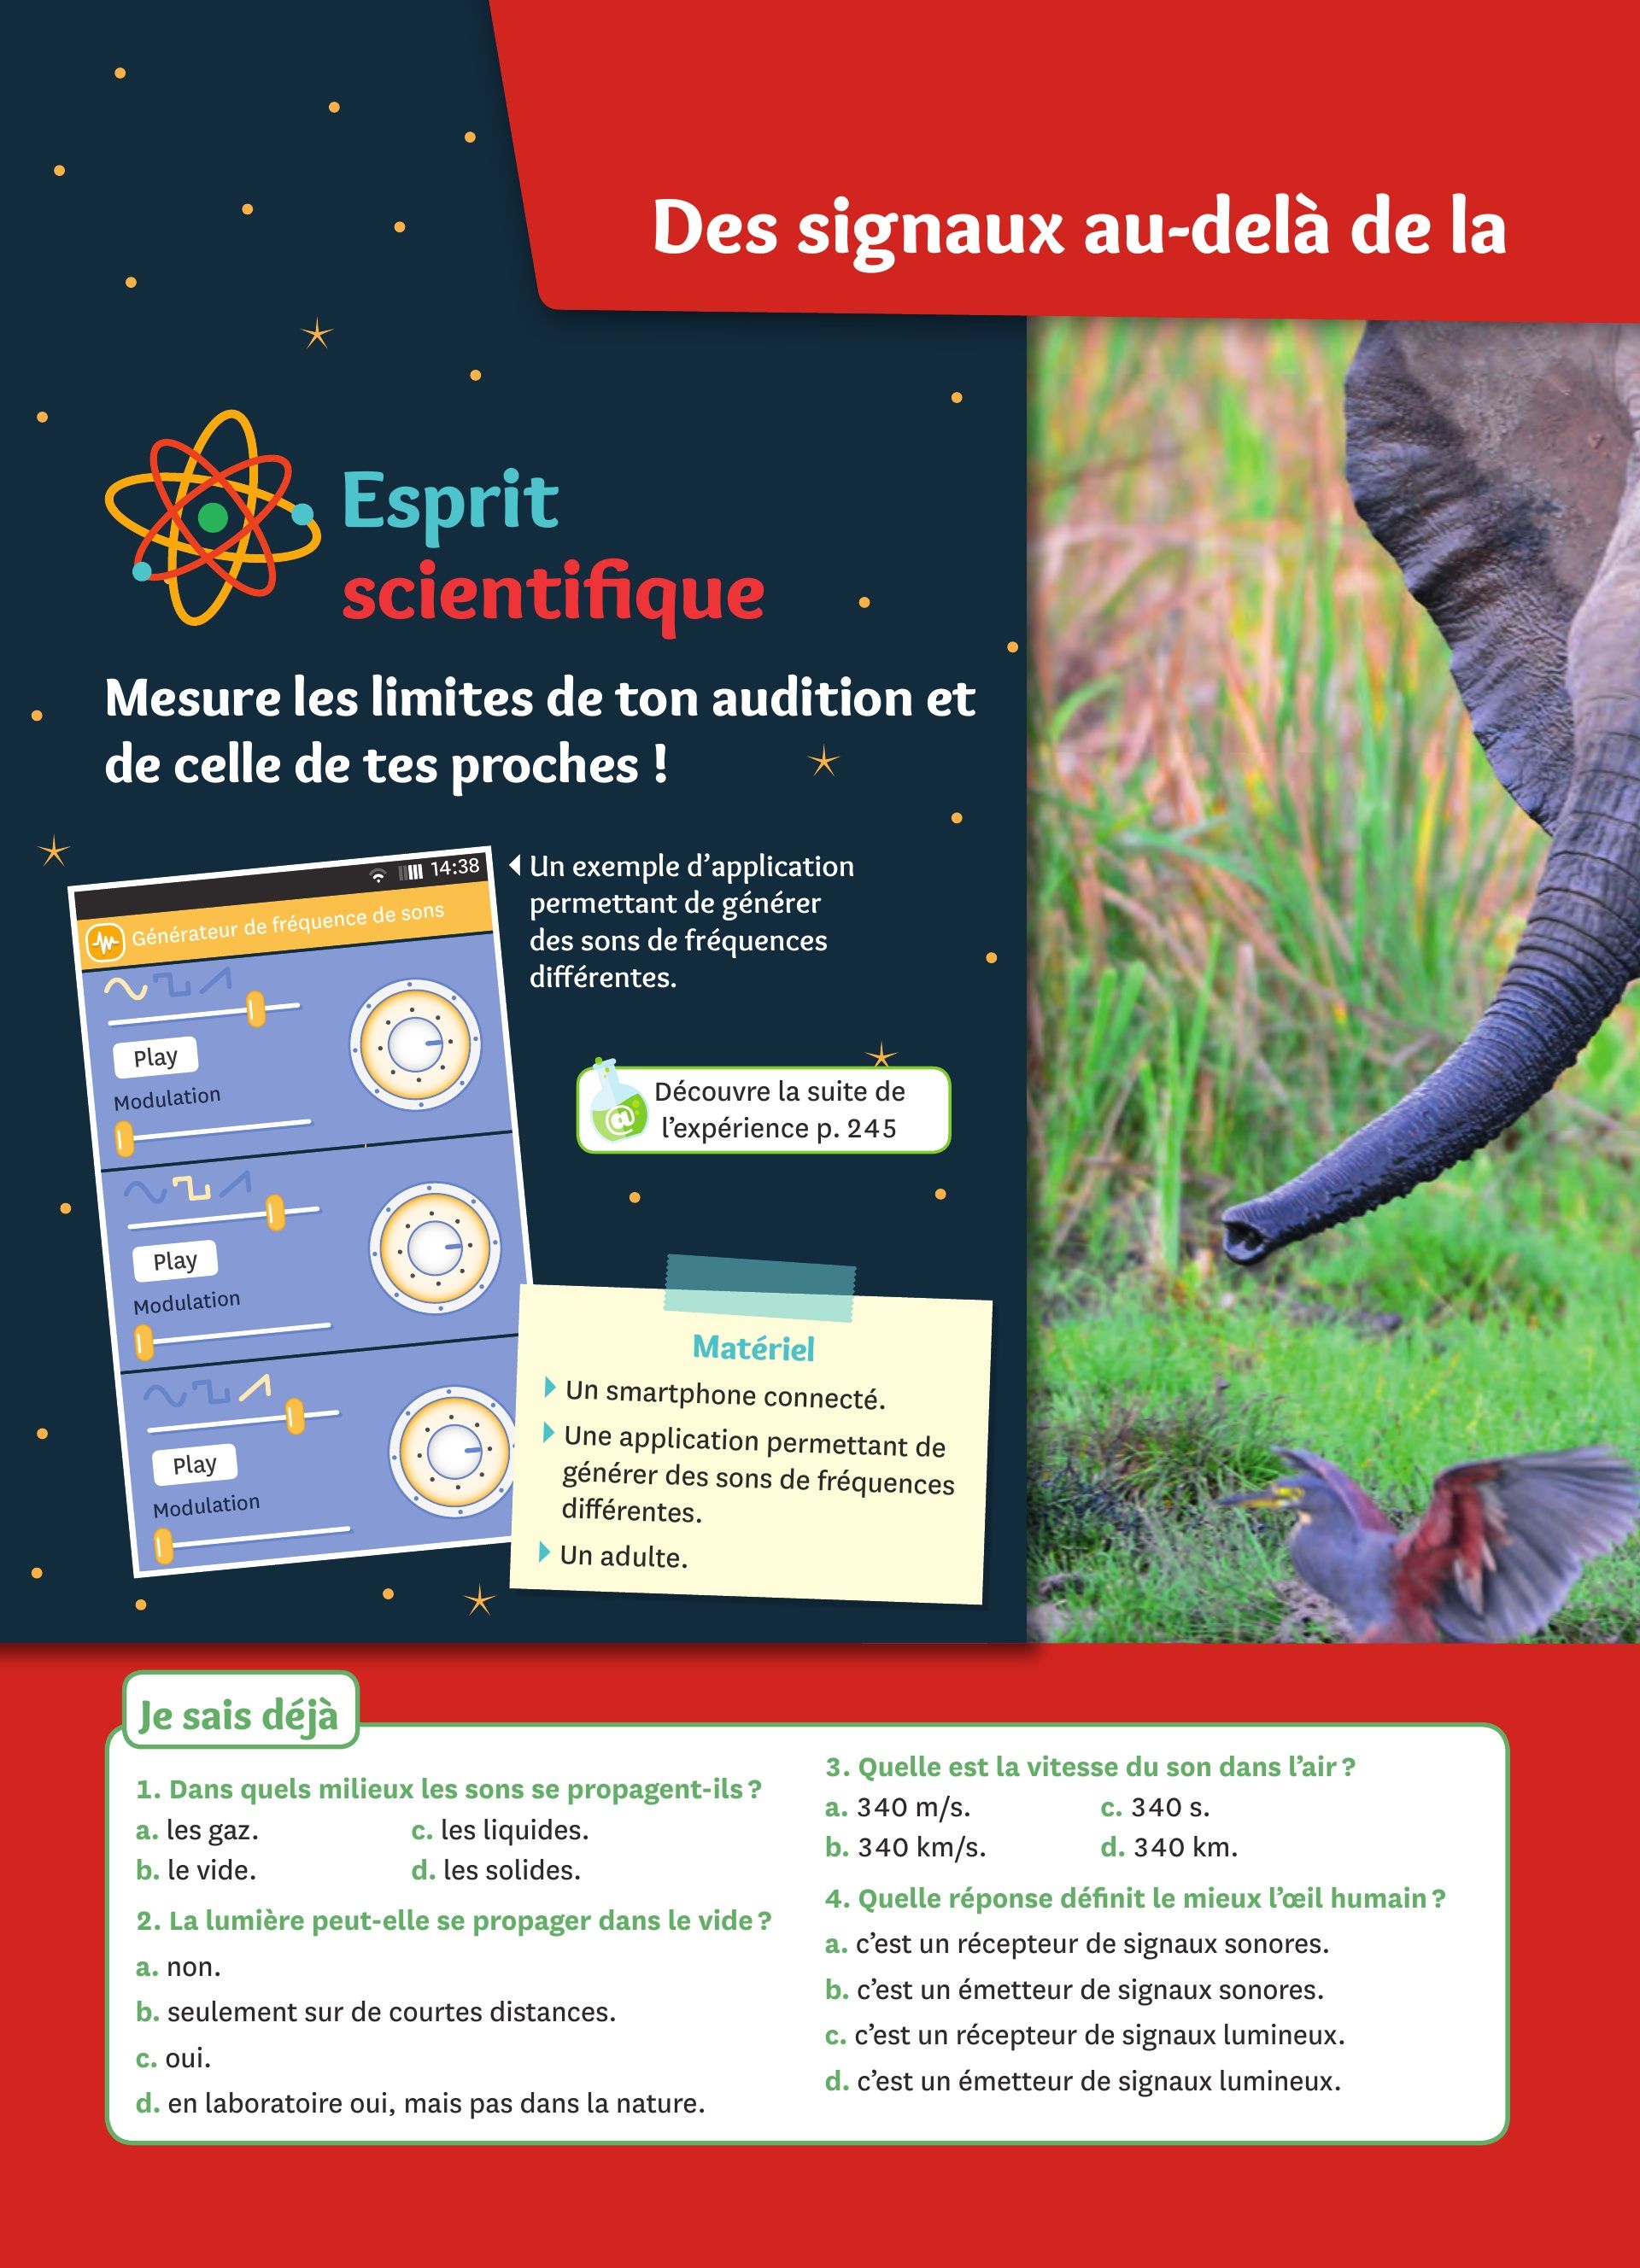 Des signaux au-delà de la
Esprit
scientifique
Mesure les limites de ton audition et
de celle de tes proches !
14:38
Générateur de fréquence de sons
Play
Modulation
Play
Modulation
Play
Modulation
Un exemple d'application
permettant de générer
des sons de fréquences
différentes.
@
Découvre la suite de
l'expérience p. 245
Matériel
Un smartphone connecté.
Une application permettant de
générer des sons de fréquences
différentes.
Un adulte.
Je sais déjà
1. Dans quels milieux les sons se propagent-ils ?
a. les gaz.
c. les liquides.
b. le vide.
d. les solides.
2. La lumière peut-elle se propager dans le vide ?
a. non.
b. seulement sur de courtes distances.
c. oui.
d. en laboratoire oui, mais pas dans la nature.
3. Quelle est la vitesse du son dans l'air ?
a. 340 m/s.
c. 340 s.
b. 340 km/s.
d. 340 km.
4. Quelle réponse définit le mieux l'œil humain ?
a. c'est un récepteur de signaux sonores.
b. c'est un émetteur de signaux sonores.
c. c'est un récepteur de signaux lumineux.
d. c'est un émetteur de signaux lumineux.